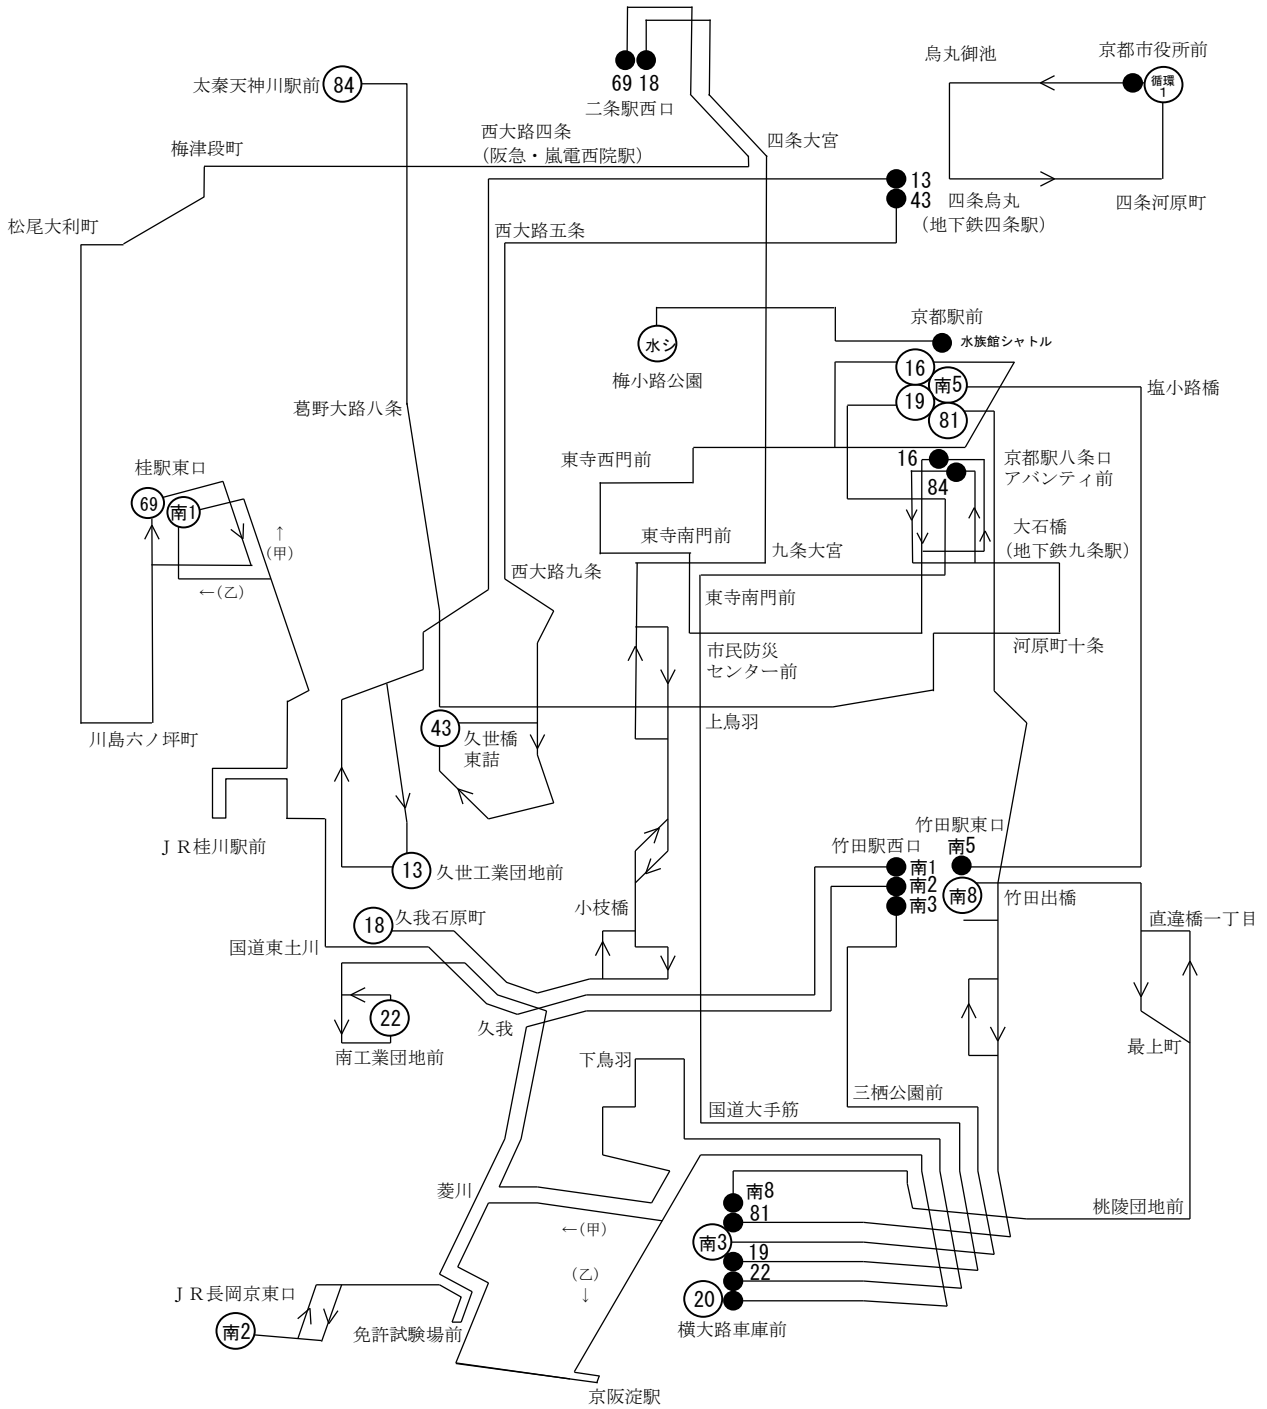 69 18
二条駅西口
烏丸御池
京都市役所前
循環
1
太秦天神川駅前
84
西大路四条
(阪急・嵐電西院駅)
四条大宮
梅津段町
13
43
四条烏丸
(地下鉄四条駅)
四条河原町
松尾大利町
西大路五条
京都駅前
水族館シャトル
水シ
梅小路公園
16
南5
19
81
塩小路橋
葛野大路八条
桂駅東口
69
南1
↑
(甲)
←(乙)
東寺西門前
16
84
京都駅八条口
アバンティ前
東寺南門前
九条大宮
大石橋
(地下鉄九条駅)
西大路九条
東寺南門前
市民防災
センター前
河原町十条
上鳥羽
川島六ノ坪町
43
久世橋
東詰
JR桂川駅前
竹田駅西口
竹田駅東口
南5
南1
南2
南3
南8
竹田出橋
13
久世工業団地前
18
久我石原町
小枝橋
直違橋一丁目
国道東土川
22
南工業団地前
久我
下鳥羽
最上町
三栖公園前
国道大手筋
菱川
←(甲)
(乙)
↓
南8
81
南3
19
22
20
横大路車庫前
桃陵団地前
JR長岡京東口
南2
免許試験場前
京阪淀駅